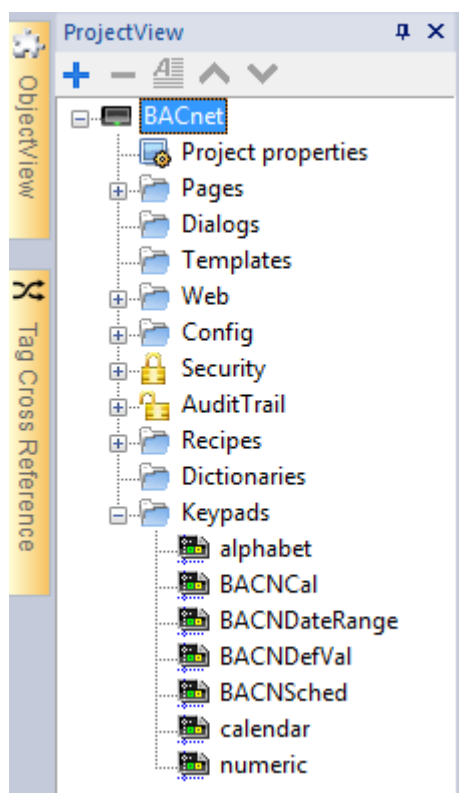 ProjectView
ObjectView
Tag Cross Reference
BACnet
Project properties
Pages
Dialogs
Templates
Web
Config
Security
AuditTrail
Recipes
Dictionaries
Keypads
alphabet
BACNCal
BACNDateRange
BACNDefVal
BACNSched
calendar
numeric